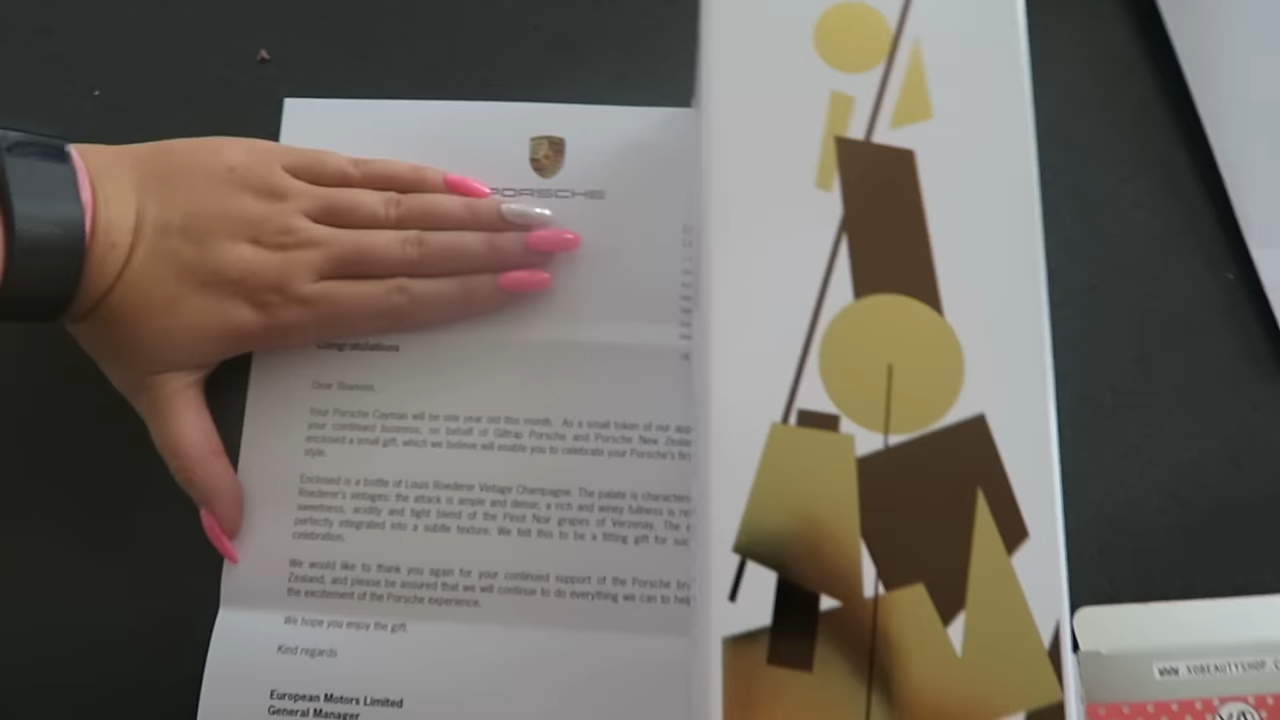 PORSCHE
Congratulations
Dear Shannon,
Your Porsche Cayman will be one year old this month. As a small token of our
your continued business, on behalf of Giltrap Porsche and Porsche New
enclosed a small gift, which we believe will enable you to celebrate your Porsche's
style.
Enclosed is a bottle of Louis Roederer Vintage Champagne. The palate is
Roederer's vintages: the attack is ample and dense; a rich and winey fullness is
sweetness, acidity and tight blend of the Pinot Noir grapes of Verzenay. The
perfectly integrated into a subtle texture. We felt this to be a fitting gift for
celebration.
We would like to thank you again for your continued support of the Porsche
Zealand, and please be assured that we will continue to do everything we can to
the excitement of the Porsche experience.
We hope you enjoy the gift.
Kind regards
European Motors Limited
General Manager
WWW.XOBEAUTYSHOP.C
XO